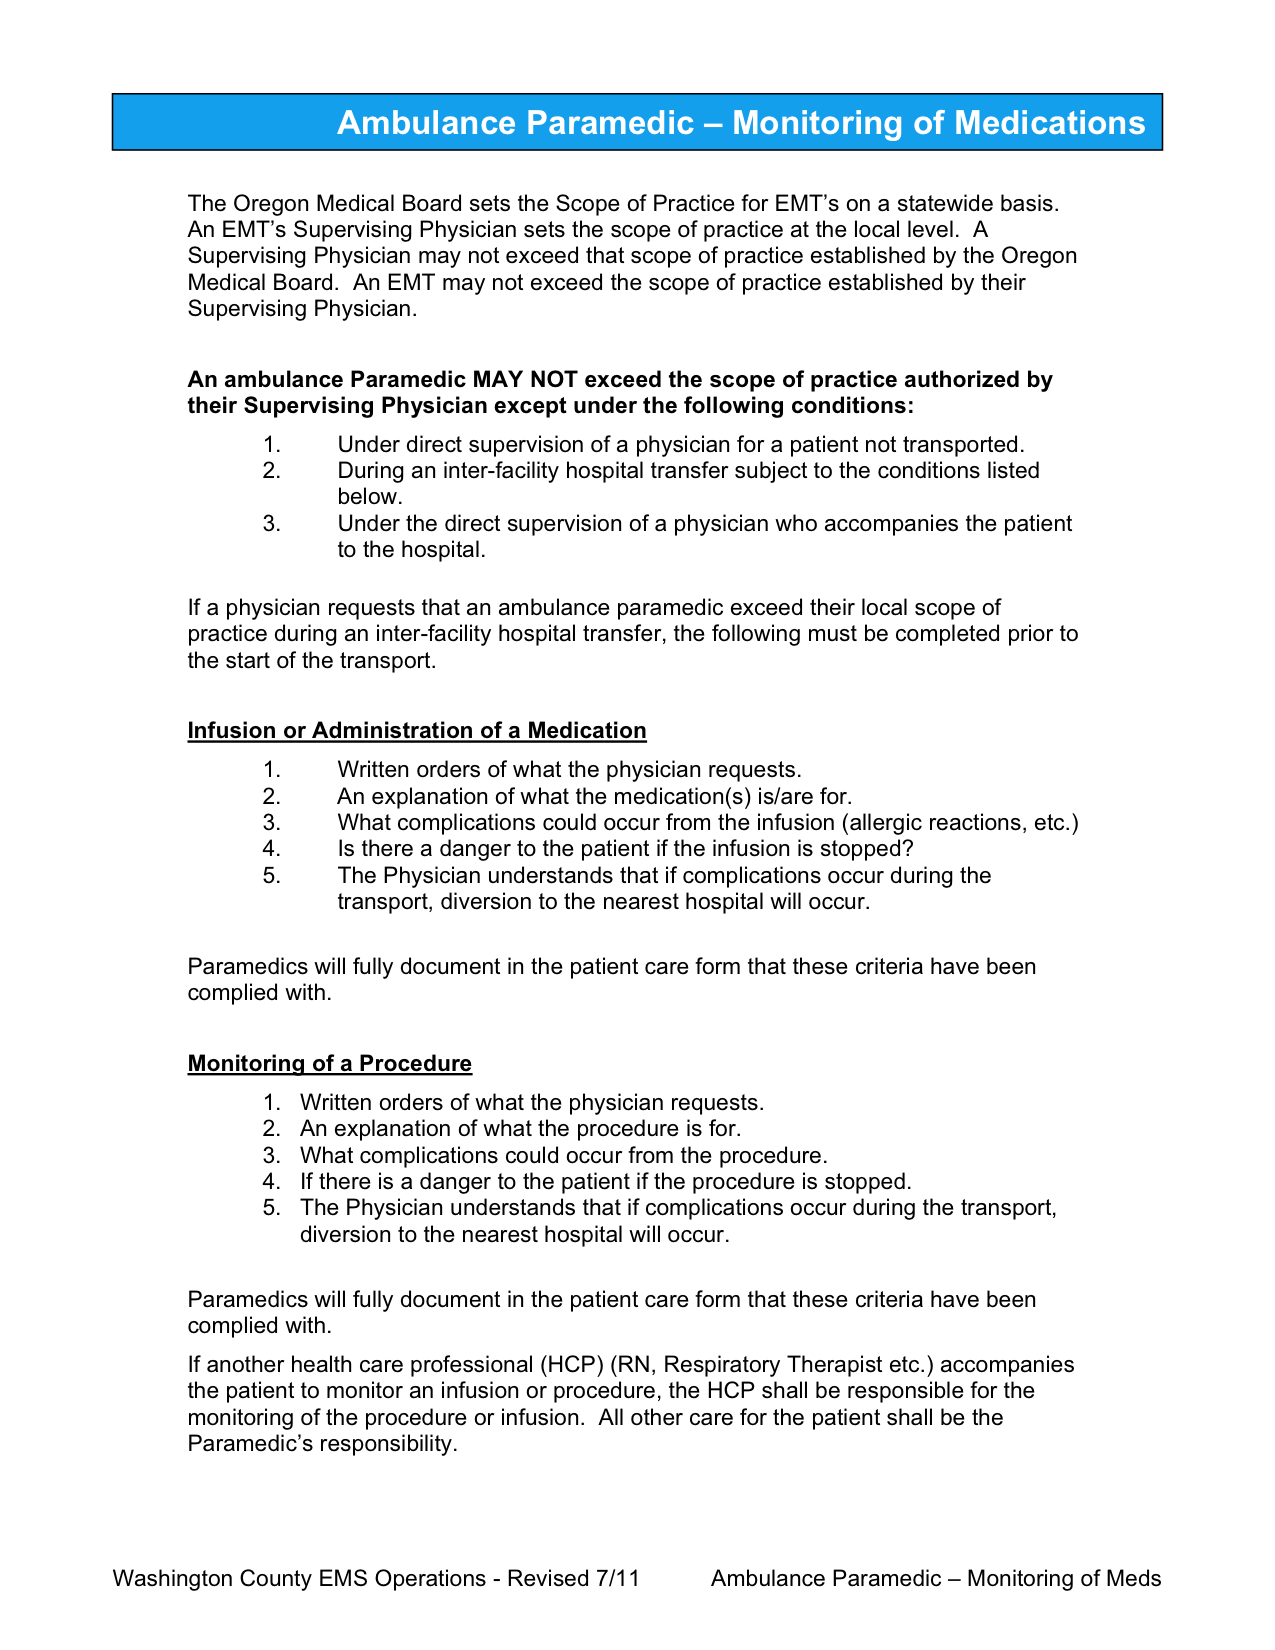 Ambulance Paramedic – Monitoring of Medications
The Oregon Medical Board sets the Scope of Practice for EMT’s on a statewide basis.
An EMT’s Supervising Physician sets the scope of practice at the local level.  A
Supervising Physician may not exceed that scope of practice established by the Oregon
Medical Board.  An EMT may not exceed the scope of practice established by their
Supervising Physician.
An ambulance Paramedic MAY NOT exceed the scope of practice authorized by
their Supervising Physician except under the following conditions:
1. Under direct supervision of a physician for a patient not transported.
2. During an inter-facility hospital transfer subject to the conditions listed
below.
3. Under the direct supervision of a physician who accompanies the patient
to the hospital.
If a physician requests that an ambulance paramedic exceed their local scope of
practice during an inter-facility hospital transfer, the following must be completed prior to
the start of the transport.
Infusion or Administration of a Medication
1. Written orders of what the physician requests.
2. An explanation of what the medication(s) is/are for.
3. What complications could occur from the infusion (allergic reactions, etc.)
4. Is there a danger to the patient if the infusion is stopped?
5. The Physician understands that if complications occur during the
transport, diversion to the nearest hospital will occur.
Paramedics will fully document in the patient care form that these criteria have been
complied with.
Monitoring of a Procedure
1. Written orders of what the physician requests.
2. An explanation of what the procedure is for.
3. What complications could occur from the procedure.
4. If there is a danger to the patient if the procedure is stopped.
5. The Physician understands that if complications occur during the transport,
diversion to the nearest hospital will occur.
Paramedics will fully document in the patient care form that these criteria have been
complied with.
If another health care professional (HCP) (RN, Respiratory Therapist etc.) accompanies
the patient to monitor an infusion or procedure, the HCP shall be responsible for the
monitoring of the procedure or infusion.  All other care for the patient shall be the
Paramedic’s responsibility.
Washington County EMS Operations - Revised 7/11 Ambulance Paramedic – Monitoring of Meds